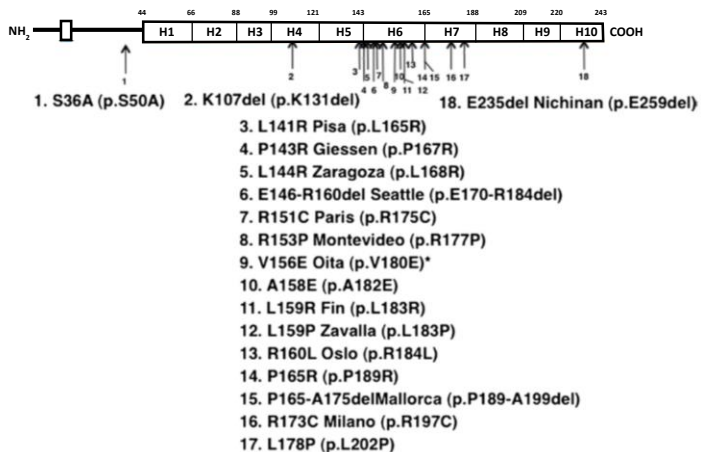 44 66 88 99 121 143 165 188 209 220 243
NH2 H1 H2 H3 H4 H5 H6 H7 H8 H9 H10 COOH
1 2 3 4 5 6 7 8 9 10 11 12 13 14 15 16 17 18
1. S36A (p.S50A) 2. K107del (p.K131del) 18. E235del Nichinan (p.E259del)
3. L141R Pisa (p.L165R)
4. P143R Giessen (p.P167R)
5. L144R Zaragoza (p.L168R)
6. E146-R160del Seattle (p.E170-R184del)
7. R151C Paris (p.R175C)
8. R153P Montevideo (p.R177P)
9. V156E Oita (p.V180E)*
10. A158E (p.A182E)
11. L159R Fin (p.L183R)
12. L159P Zavalla (p.L183P)
13. R160L Oslo (p.R184L)
14. P165R (p.P189R)
15. P165-A175delMallorca (p.P189-A199del)
16. R173C Milano (p.R197C)
17. L178P (p.L202P)